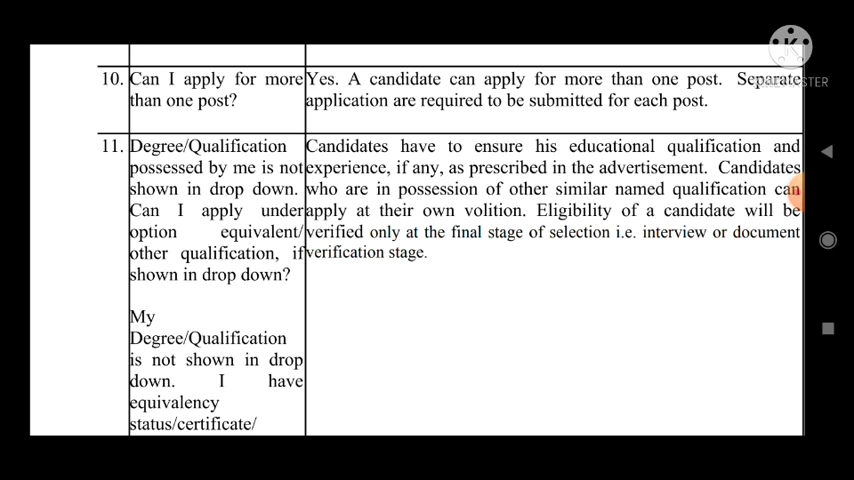 10. Can I apply for more than one post?
Yes. A candidate can apply for more than one post. Separate
application are required to be submitted for each post.
11. Degree/Qualification
possessed by me is not
shown in drop down.
Can I apply under
option equivalent/
other qualification, if
shown in drop down?
My
Degree/Qualification
is not shown in drop
down. I have
equivalency
status/certificate/
Candidates have to ensure his educational qualification and
experience, if any, as prescribed in the advertisement. Candidates
who are in possession of other similar named qualification can
apply at their own volition. Eligibility of a candidate will be
verified only at the final stage of selection i.e. interview or document
verification stage.